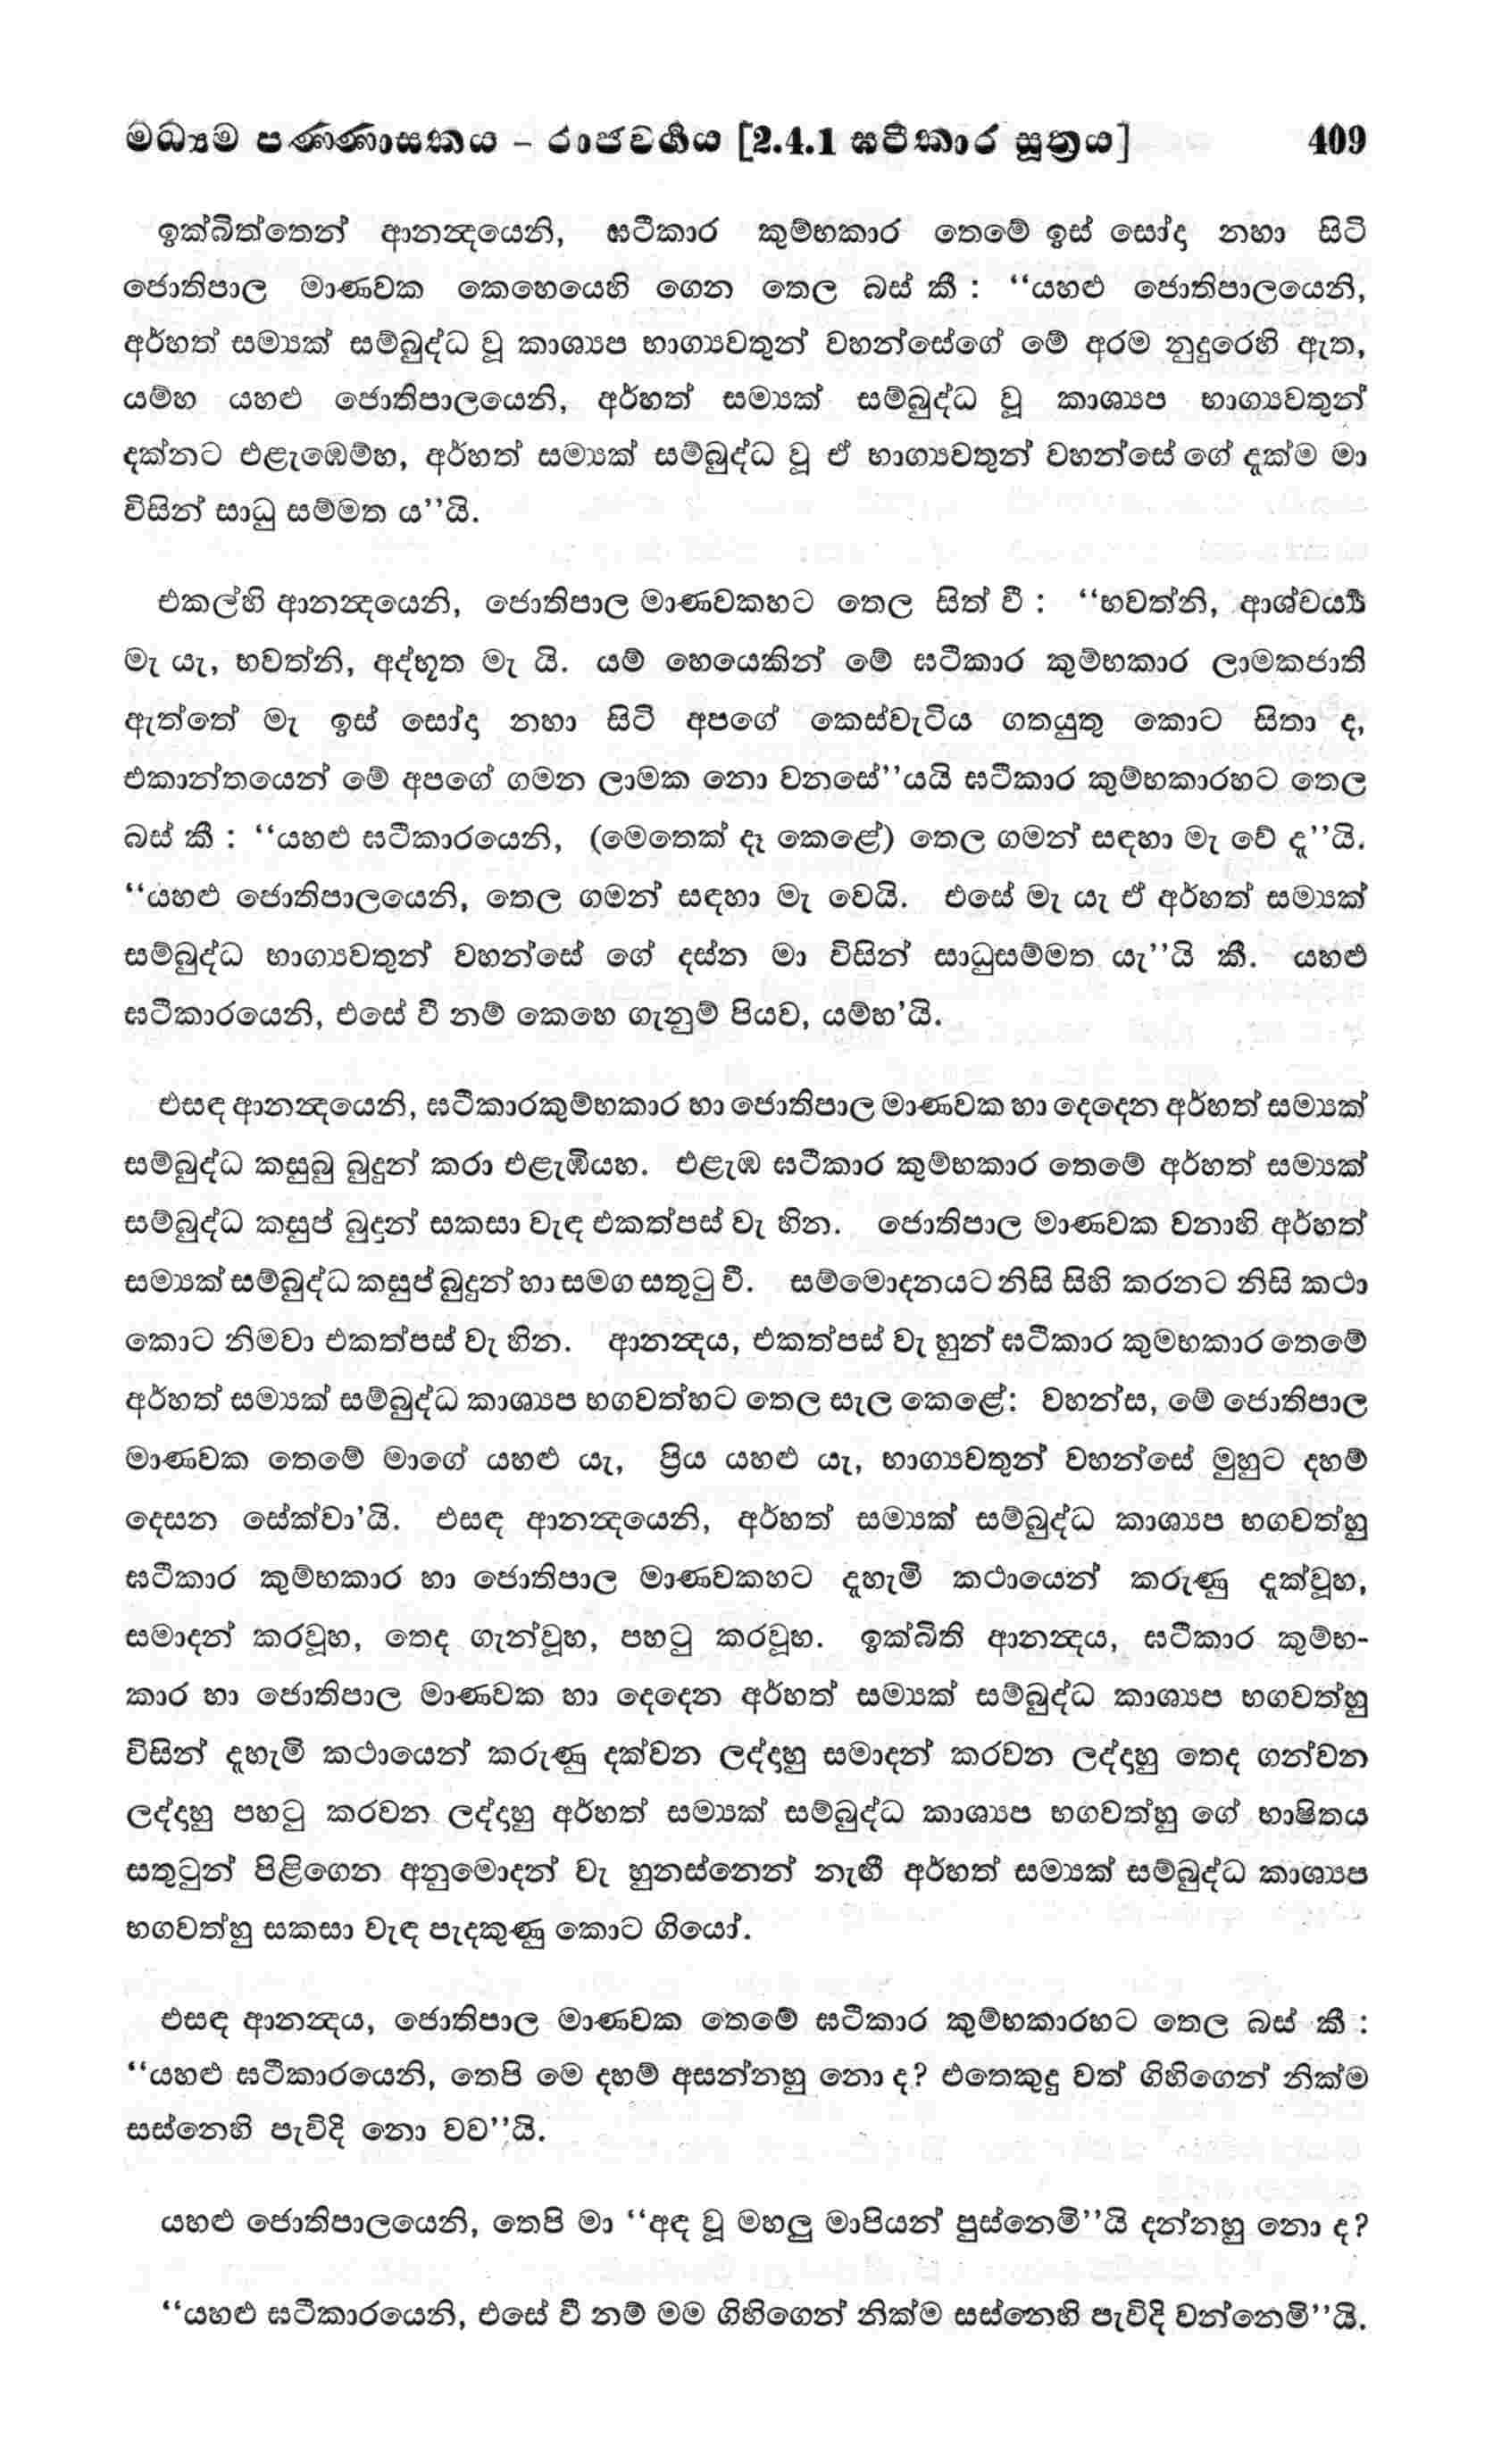 මධ්‍යම පණ්ණාසකය – රාජවර්ගය [2.4.1 ඝටීකාර සූත්‍රය] 409
ඉක්බිත්තෙන් ආනන්‍දයෙනි, ඝටීකාර කුම්භකාර තෙමේ ඉස් සෝදා නහා සිටි
ජොතිපාල මාණවක කෙහෙයෙහි ගෙන තෙල බස් කී : “යහළු ජොතිපාලයෙනි,
අර්හත් සම්‍යක් සම්බුද්ධ වූ කාශ්‍යප භාග්‍යවතුන් වහන්සේගේ මේ අරම නුදුරෙහි ඇත,
යම්හ යහළු ජොතිපාලයෙනි, අර්හත් සම්‍යක් සම්බුද්ධ වූ කාශ්‍යප භාග්‍යවතුන්
දක්නට එළැඹෙම්හ, අර්හත් සම්‍යක් සම්බුද්ධ වූ ඒ භාග්‍යවතුන් වහන්සේ ගේ දැක්ම මා
විසින් සාධු සම්මත ය”යි.
එකල්හි ආනන්‍දයෙනි, ජොතිපාල මාණවකහට තෙල සිත් වී : “භවත්නි, ආශ්චර්‍ය්‍ය
මැ යැ, භවත්නි, අද්භූත මැ යි. යම් හෙයෙකින් මේ ඝටීකාර කුම්භකාර ලාමකජාති
ඇත්තේ මැ ඉස් සෝදා නහා සිටි අපගේ කෙස්වැටිය ගතයුතු කොට සිතා ද,
එකාන්තයෙන් මේ අපගේ ගමන ලාමක නො වනසේ”යයි ඝටීකාර කුම්භකාරහට තෙල
බස් කී : “යහළු ඝටීකාරයෙනි, (මෙතෙක් දෑ කෙළේ) තෙල ගමන් සඳහා මැ වේ දැ”යි.
“යහළු ජොතිපාලයෙනි, තෙල ගමන් සඳහා මැ වෙයි. එසේ මැ යැ ඒ අර්හත් සම්‍යක්
සම්බුද්ධ භාග්‍යවතුන් වහන්සේ ගේ දස්න මා විසින් සාධුසම්මත යැ”යි කී. යහළු
ඝටීකාරයෙනි, එසේ වී නම් කෙහෙ ගැනුම් පියව, යම්හ’යි.
එසඳ ආනන්‍දයෙනි, ඝටීකාරකුම්භකාර හා ජොතිපාල මාණවක හා දෙදෙන අර්හත් සම්‍යක්
සම්බුද්ධ කසුබු බුදුන් කරා එළැඹියහ. එළැඹ ඝටීකාර කුම්භකාර තෙමේ අර්හත් සම්‍යක්
සම්බුද්ධ කසුප් බුදුන් සකසා වැඳ එකත්පස් වැ හින. ජොතිපාල මාණවක වනාහි අර්හත්
සම්‍යක් සම්බුද්ධ කසුප් බුදුන් හා සමග සතුටු වී. සම්මොදනයට නිසි සිහි කරනට නිසි කථා
කොට නිමවා එකත්පස් වැ හින. ආනන්‍දය, එකත්පස් වැ හුන් ඝටීකාර කුමභකාර තෙමේ
අර්හත් සම්‍යක් සම්බුද්ධ කාශ්‍යප භගවත්හට තෙල සැල කෙළේ: වහන්ස, මේ ජොතිපාල
මාණවක තෙමේ මාගේ යහළු යැ, ප්‍රිය යහළු යැ, භාග්‍යවතුන් වහන්සේ මුහුට දහම්
දෙසන සේක්වා’යි. එසඳ ආනන්‍දයෙනි, අර්හත් සම්‍යක් සම්බුද්ධ කාශ්‍යප භගවත්හු
ඝටීකාර කුම්භකාර හා ජොතිපාල මාණවකහට දැහැමි කථායෙන් කරුණු දැක්වූහ,
සමාදන් කරවූහ, තෙද ගැන්වූහ, පහටු කරවූහ. ඉක්බිති ආනන්‍දය, ඝටීකාර කුම්භ-
කාර හා ජොතිපාල මාණවක හා දෙදෙන අර්හත් සම්‍යක් සම්බුද්ධ කාශ්‍යප භගවත්හු
විසින් දැහැමි කථායෙන් කරුණු දක්වන ලද්දාහු සමාදන් කරවන ලද්දාහු තෙද ගන්වන
ලද්දාහු පහටු කරවන ලද්දාහු අර්හත් සම්‍යක් සම්බුද්ධ කාශ්‍යප භගවත්හු ගේ භාෂිතය
සතුටුන් පිළිගෙන අනුමොදන් වැ හුනස්නෙන් නැඟී අර්හත් සම්‍යක් සම්බුද්ධ කාශ්‍යප
භගවත්හු සකසා වැඳ පැදකුණු කොට ගියෝ.
එසඳ ආනන්‍දය, ජොතිපාල මාණවක තෙමේ ඝටීකාර කුම්භකාරහට තෙල බස් කී :
“යහළු ඝටීකාරයෙනි, තෙපි මෙ දහම් අසන්නහු නො ද? එතෙකුදු වත් ගිහිගෙන් නික්ම
සස්නෙහි පැවිදි නො වව”යි.
යහළු ජොතිපාලයෙනි, තෙපි මා “අඳ වූ මහලු මාපියන් පුස්නෙමි”යි දන්නහු නො ද?
“යහළු ඝටීකාරයෙනි, එසේ වී නම් මම ගිහිගෙන් නික්ම සස්නෙහි පැවිදි වන්නෙමි”යි.